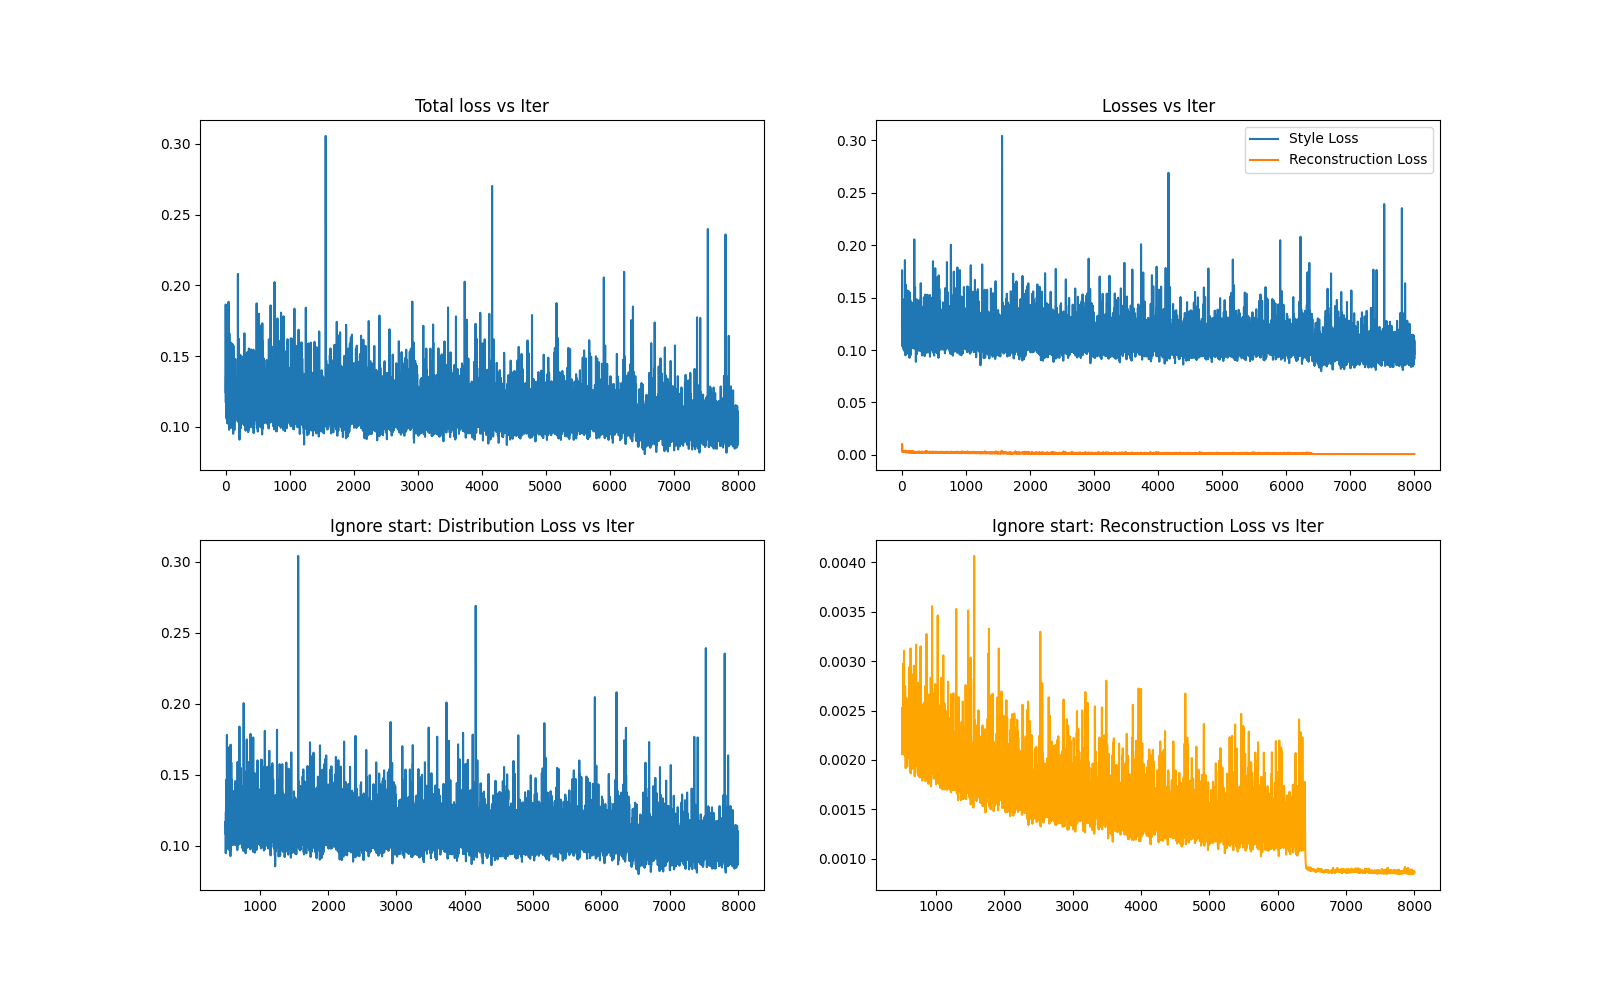 Total loss vs Iter
0.30
0.25
0.20
0.15
0.10
0 1000 2000 3000 4000 5000 6000 7000 8000
Losses vs Iter
Style Loss
Reconstruction Loss
0.30
0.25
0.20
0.15
0.10
0.05
0.00
0 1000 2000 3000 4000 5000 6000 7000 8000
Ignore start: Distribution Loss vs Iter
0.30
0.25
0.20
0.15
0.10
1000 2000 3000 4000 5000 6000 7000 8000
Ignore start: Reconstruction Loss vs Iter
0.0040
0.0035
0.0030
0.0025
0.0020
0.0015
0.0010
1000 2000 3000 4000 5000 6000 7000 8000